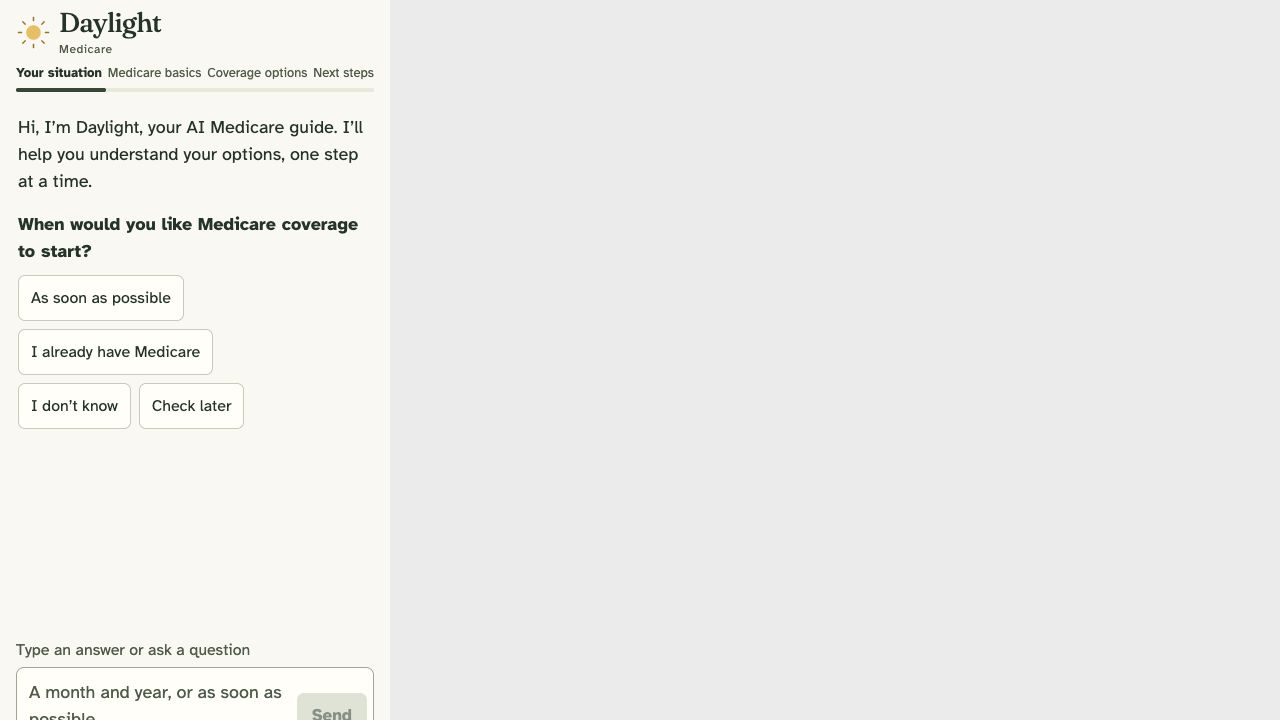 Daylight
Medicare
Your situation Medicare basics Coverage options Next steps
Hi, I’m Daylight, your AI Medicare guide. I’ll
help you understand your options, one step
at a time.
When would you like Medicare coverage
to start?
As soon as possible
I already have Medicare
I don’t know Check later
Type an answer or ask a question
A month and year, or as soon as
possible
Send